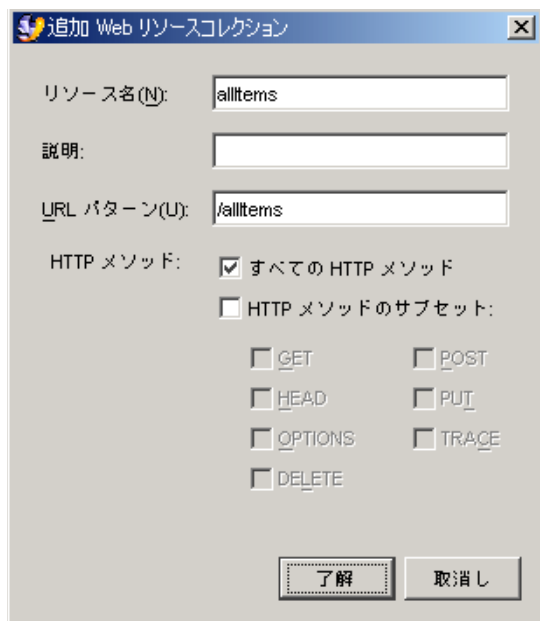 追加 Web リソースコレクション
リソース名(N): allItems
説明:
URL パターン(U): /allItems
HTTP メソッド: すべての HTTP メソッド
HTTP メソッドのサブセット:
GET POST
HEAD PUT
OPTIONS TRACE
DELETE
了解 取消し